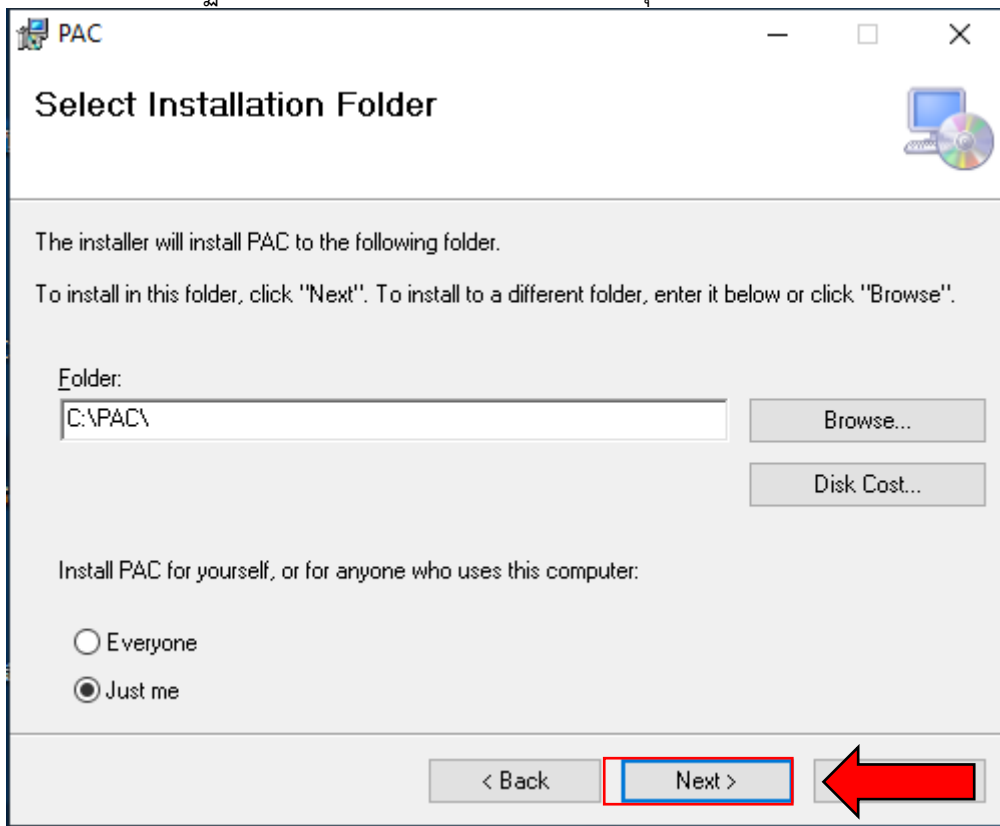 PAC
Select Installation Folder
The installer will install PAC to the following folder.
To install in this folder, click "Next". To install to a different folder, enter it below or click "Browse".
Folder:
C:\PAC\
Browse...
Disk Cost...
Install PAC for yourself, or for anyone who uses this computer:
Everyone
Just me
< Back
Next >